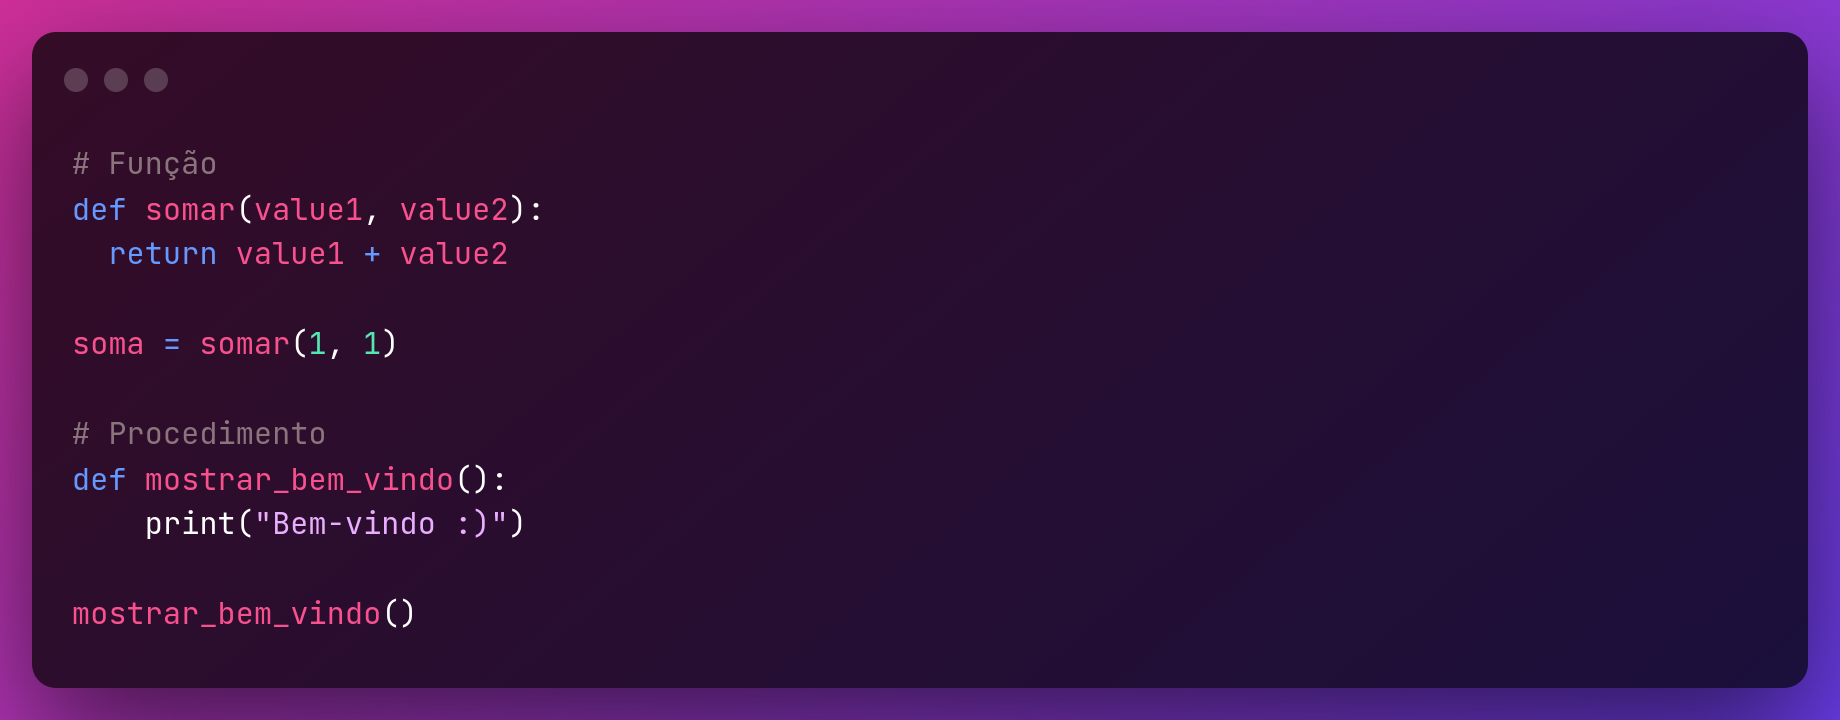 # Função
def somar(value1, value2):
  return value1 + value2

soma = somar(1, 1)

# Procedimento
def mostrar_bem_vindo():
    print("Bem-vindo :)")

mostrar_bem_vindo()